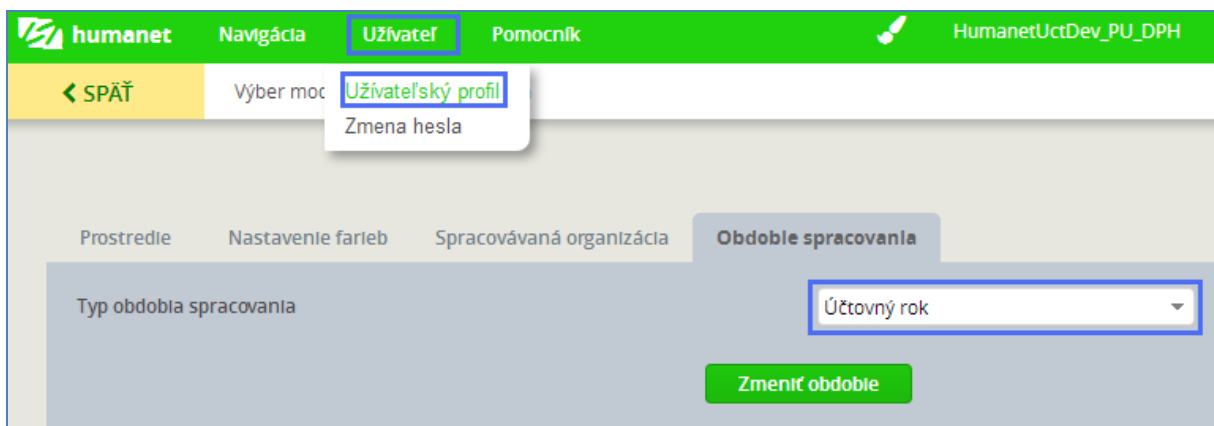 humanet Navigácia Užívateľ Pomocník HumanetUctDev_PU_DPH
SPÄŤ Výber mod Užívateľský profil
Zmena hesla
Prostredie Nastavenie farieb Spracovávaná organizácia Obdobie spracovania
Typ obdobia spracovania Účtovný rok
Zmeniť obdobie